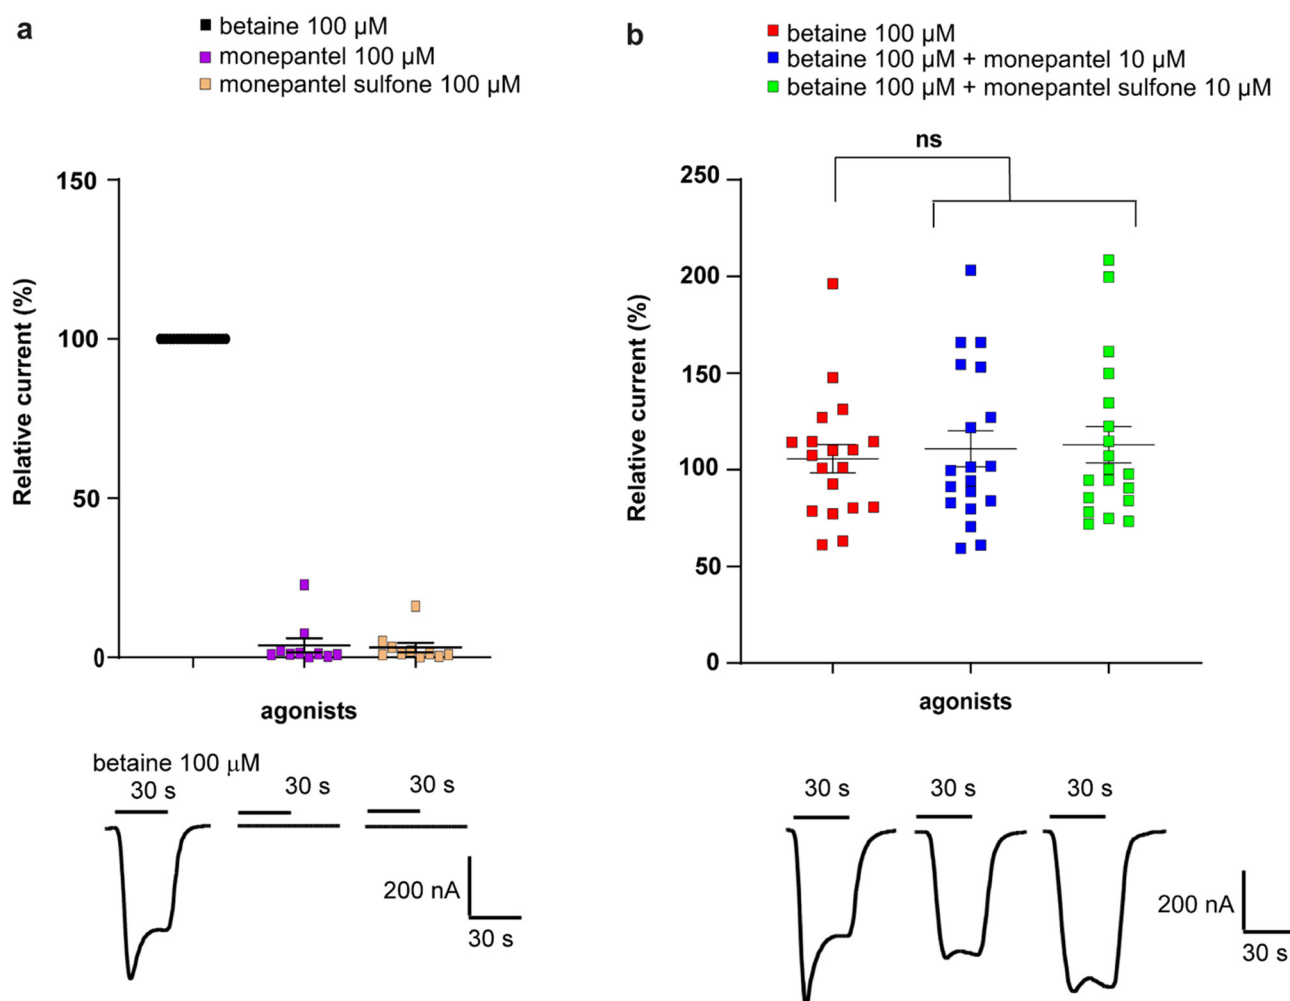 a
betaine 100 µM
monepantel 100 µM
monepantel sulfone 100 µM
150
100
50
0
Relative current (%)
agonists
betaine 100 μM
30 s
30 s
30 s
200 nA
30 s
b
betaine 100 µM
betaine 100 µM + monepantel 10 µM
betaine 100 µM + monepantel sulfone 10 µM
ns
250
200
150
100
50
0
Relative current (%)
agonists
30 s
30 s
30 s
200 nA
30 s